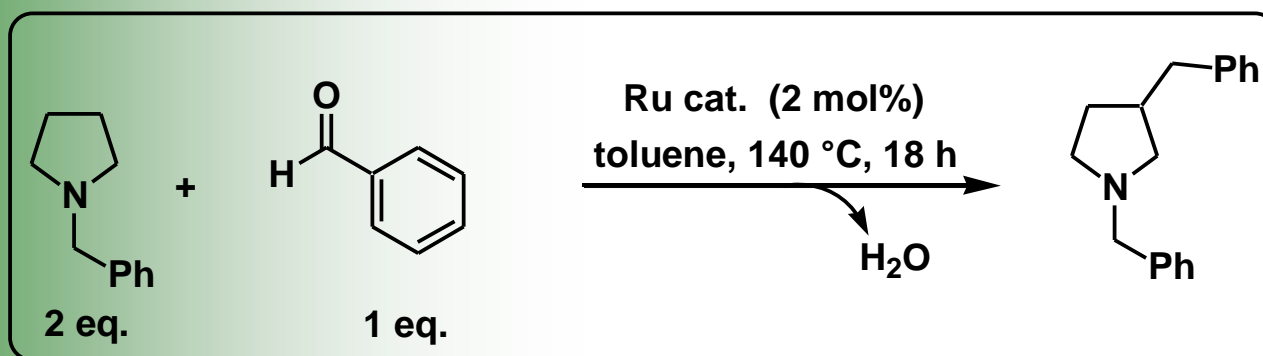 N
Ph
2 eq.
+
O
H
1 eq.
Ru cat. (2 mol%)
toluene, 140 °C, 18 h
H₂O
Ph
N
Ph